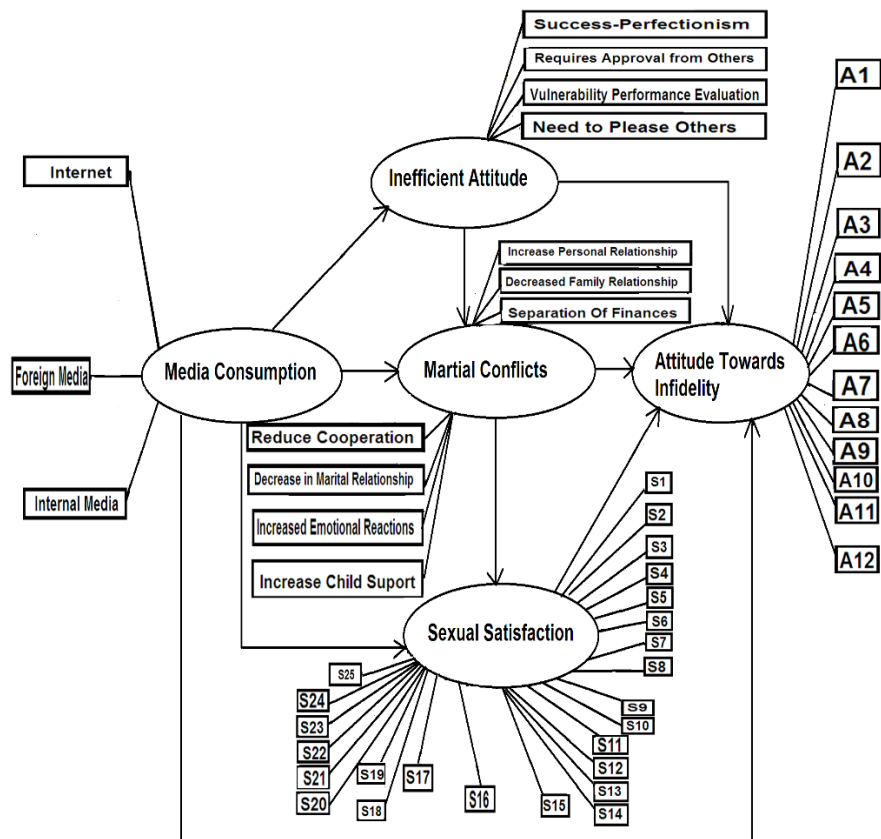 Success-Perfectionism
Requires Approval from Others
Vulnerability Performance Evaluation
Need to Please Others
A1
Internet
Inefficient Attitude
A2
A3
Increase Personal Relationship
Decreased Family Relationship
Separation Of Finances
A4
A5
A6
Foreign Media
Media Consumption
Martial Conflicts
Attitude Towards
Infidelity
A7
A8
A9
A10
A11
A12
Reduce Cooperation
Decrease in Marital Relationship
Internal Media
Increased Emotional Reactions
Increase Child Suport
S1
S2
S3
S4
S5
S6
S7
S8
Sexual Satisfaction
S25
S24
S23
S22
S21
S20
S19
S18
S17
S16
S15
S9
S10
S11
S12
S13
S14